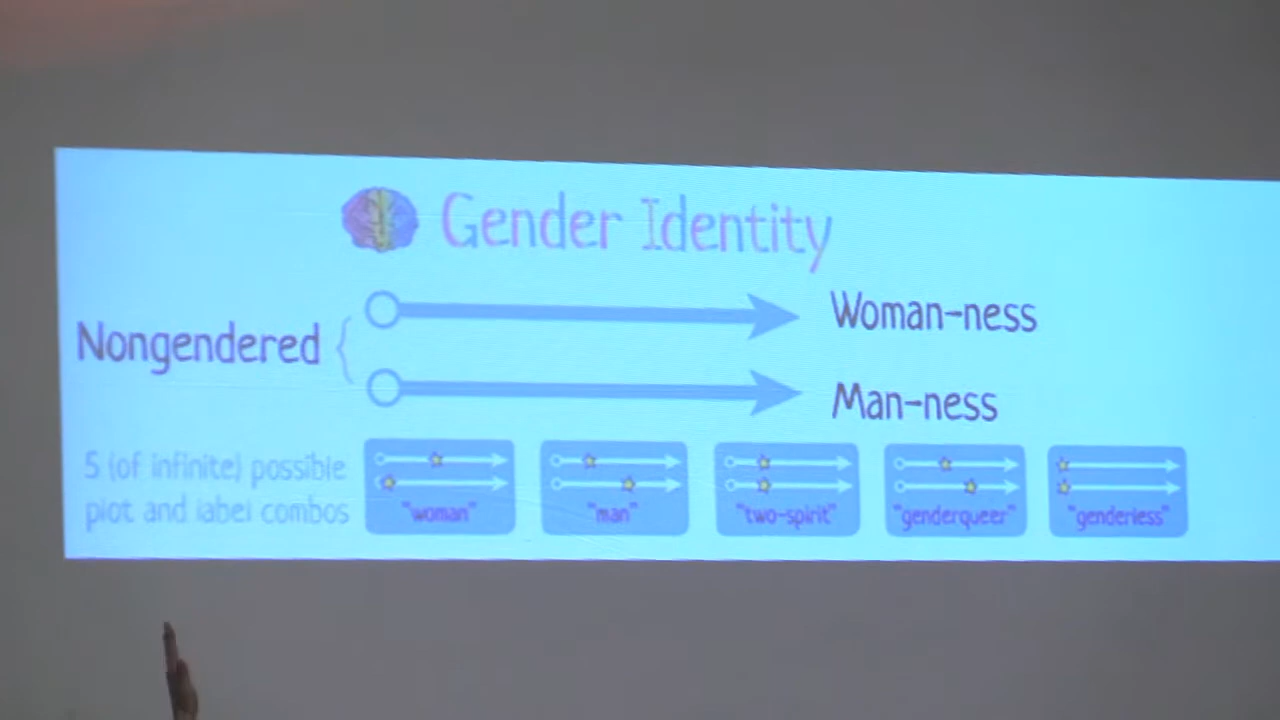 Gender Identity
Woman-ness
Nongendered
Man-ness
5 (of infinite) possible
plot and label combos
"woman"
"man"
"two-spirit"
"genderqueer"
"genderless"